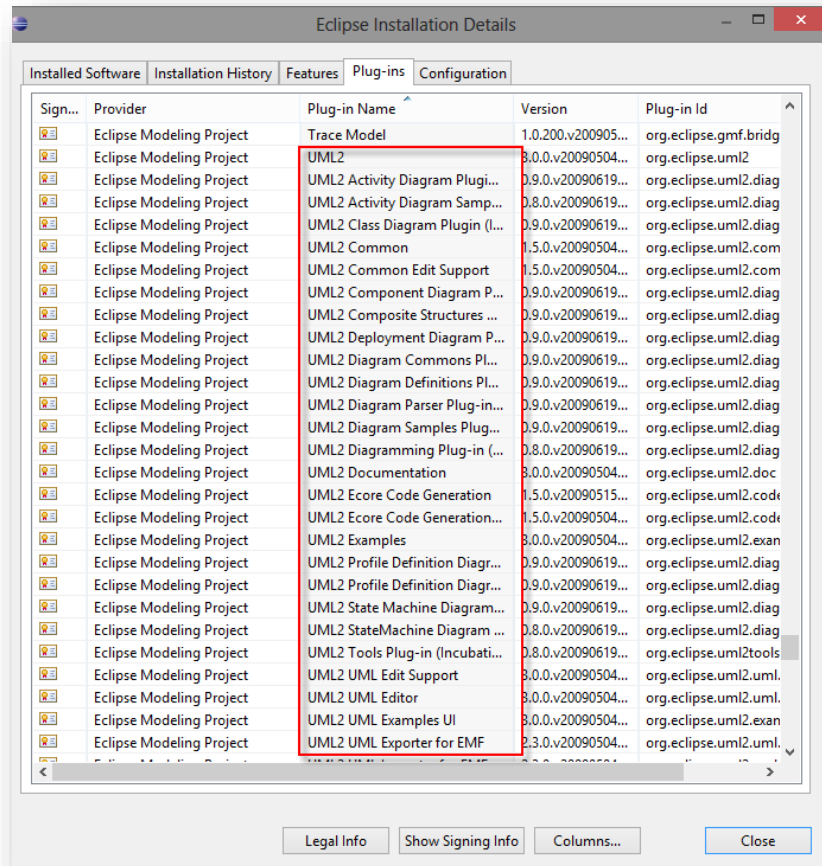 Eclipse Installation Details
Installed Software Installation History Features Plug-ins Configuration
Sign... Provider Plug-in Name Version Plug-in Id
Eclipse Modeling Project Trace Model 1.0.200.v200905... org.eclipse.gmf.bridg
Eclipse Modeling Project UML2 3.0.0.v20090504... org.eclipse.uml2
Eclipse Modeling Project UML2 Activity Diagram Plugi... 0.9.0.v20090619... org.eclipse.uml2.diag
Eclipse Modeling Project UML2 Activity Diagram Samp... 0.8.0.v20090619... org.eclipse.uml2.diag
Eclipse Modeling Project UML2 Class Diagram Plugin (I... 0.9.0.v20090619... org.eclipse.uml2.diag
Eclipse Modeling Project UML2 Common 1.5.0.v20090504... org.eclipse.uml2.com
Eclipse Modeling Project UML2 Common Edit Support 1.5.0.v20090504... org.eclipse.uml2.com
Eclipse Modeling Project UML2 Component Diagram P... 0.9.0.v20090619... org.eclipse.uml2.diag
Eclipse Modeling Project UML2 Composite Structures ... 0.9.0.v20090619... org.eclipse.uml2.diag
Eclipse Modeling Project UML2 Deployment Diagram P... 0.9.0.v20090619... org.eclipse.uml2.diag
Eclipse Modeling Project UML2 Diagram Commons Pl... 0.9.0.v20090619... org.eclipse.uml2.diag
Eclipse Modeling Project UML2 Diagram Definitions Pl... 0.9.0.v20090619... org.eclipse.uml2.diag
Eclipse Modeling Project UML2 Diagram Parser Plug-in... 0.9.0.v20090619... org.eclipse.uml2.diag
Eclipse Modeling Project UML2 Diagram Samples Plug... 0.9.0.v20090619... org.eclipse.uml2.diag
Eclipse Modeling Project UML2 Diagramming Plug-in (... 0.8.0.v20090619... org.eclipse.uml2.diag
Eclipse Modeling Project UML2 Documentation 3.0.0.v20090504... org.eclipse.uml2.doc
Eclipse Modeling Project UML2 Ecore Code Generation 1.5.0.v20090515... org.eclipse.uml2.code
Eclipse Modeling Project UML2 Ecore Code Generation... 1.5.0.v20090504... org.eclipse.uml2.code
Eclipse Modeling Project UML2 Examples 3.0.0.v20090504... org.eclipse.uml2.exan
Eclipse Modeling Project UML2 Profile Definition Diagr... 0.9.0.v20090619... org.eclipse.uml2.diag
Eclipse Modeling Project UML2 Profile Definition Diagr... 0.9.0.v20090619... org.eclipse.uml2.diag
Eclipse Modeling Project UML2 State Machine Diagram... 0.9.0.v20090619... org.eclipse.uml2.diag
Eclipse Modeling Project UML2 StateMachine Diagram ... 0.8.0.v20090619... org.eclipse.uml2.diag
Eclipse Modeling Project UML2 Tools Plug-in (Incubati... 0.8.0.v20090619... org.eclipse.uml2tools
Eclipse Modeling Project UML2 UML Edit Support 3.0.0.v20090504... org.eclipse.uml2.uml.
Eclipse Modeling Project UML2 UML Editor 3.0.0.v20090504... org.eclipse.uml2.uml.
Eclipse Modeling Project UML2 UML Examples UI 3.0.0.v20090504... org.eclipse.uml2.exan
Eclipse Modeling Project UML2 UML Exporter for EMF 2.3.0.v20090504... org.eclipse.uml2.uml.
Legal Info Show Signing Info Columns... Close